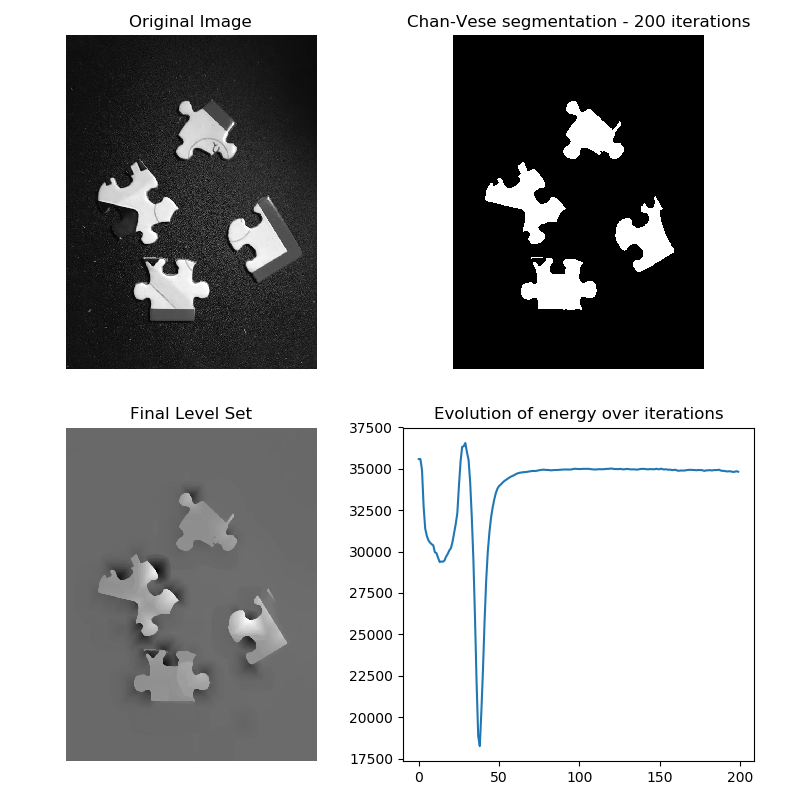 Original Image
Chan-Vese segmentation - 200 iterations
Final Level Set
Evolution of energy over iterations
37500
35000
32500
30000
27500
25000
22500
20000
17500
0 50 100 150 200